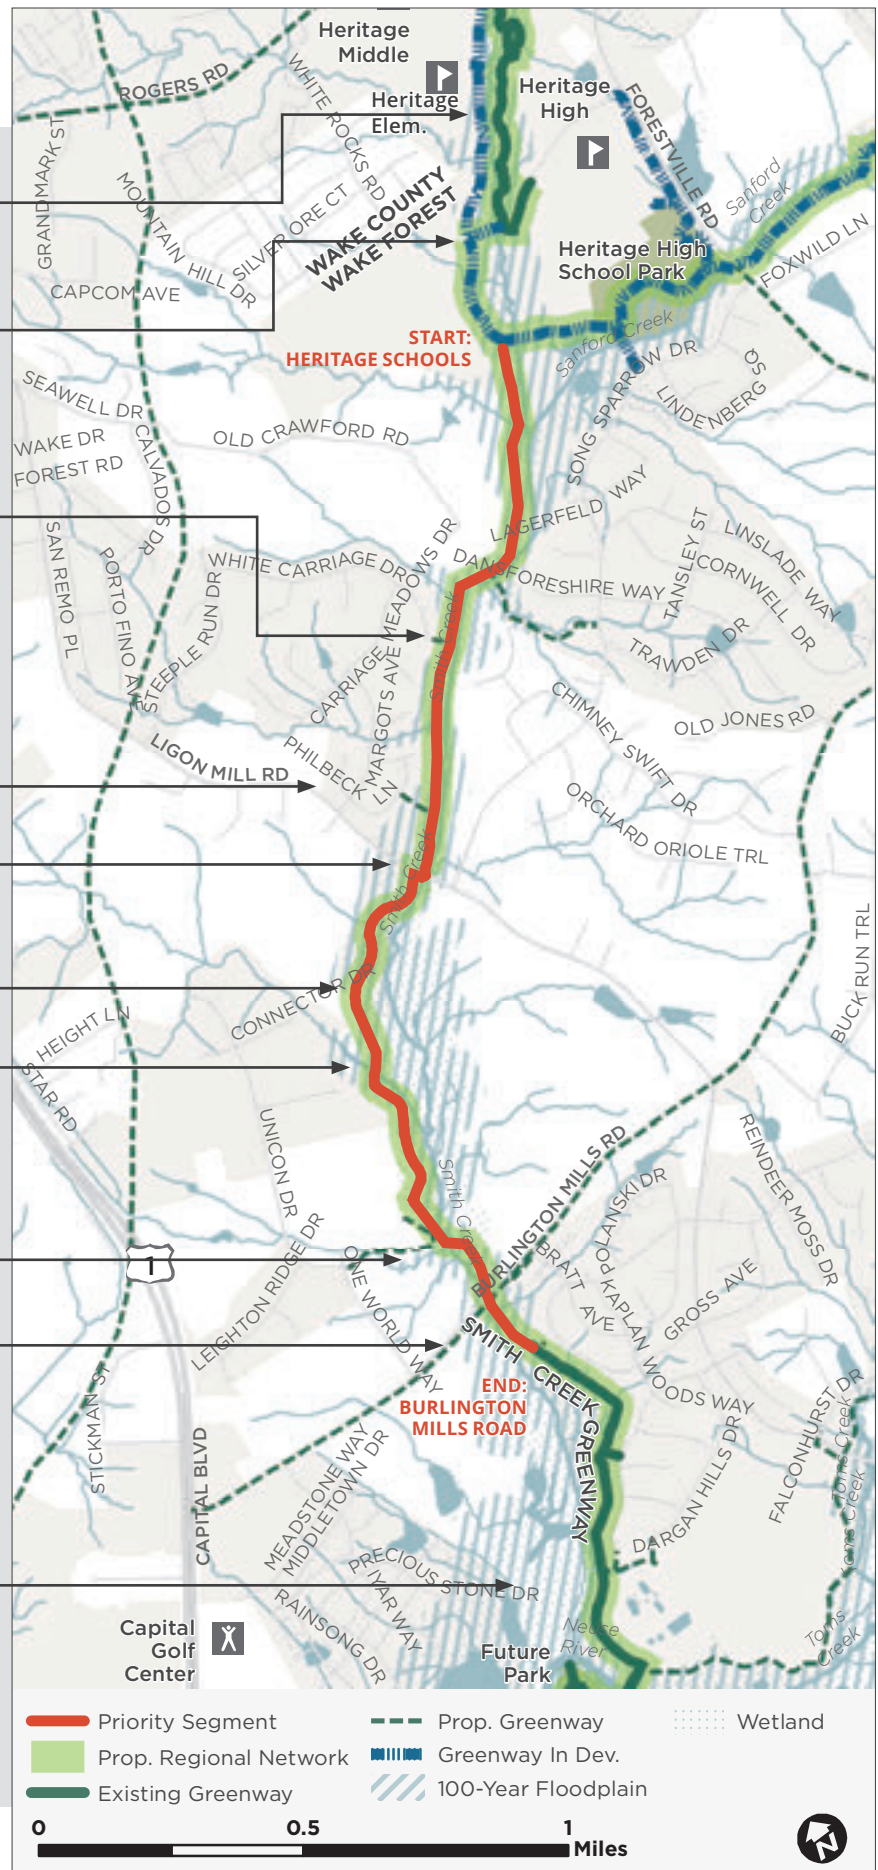 Heritage
Middle
Heritage
Elem.
Heritage
High
ROGERS RD
WHITE ROCKS RD
FORESTVILLE RD
GRANDMARK ST
MOUNTAIN HILL DR
SILVER ORE CT
WAKE COUNTY
WAKE FOREST
Sanford
Creek
Heritage High
School Park
FOXWILD LN
CAPCOM AVE
START:
HERITAGE SCHOOLS
Sanford Creek
SEAWELL DR
WAKE DR
FOREST RD
CALVADOS DR
OLD CRAWFORD RD
SONG SPARROW DR
LINDENBERG
SQ
LAGERFELD WAY
SAN REMO PL
PORTO FINO AVE
STEEPLE RUN DR
WHITE CARRIAGE DR
CARRIAGE MEADOWS DR
DANSFORESHIRE WAY
TANSLEY ST
LINSLADE WAY
CORNWELL DR
TRAWDEN DR
Smith Creek
MARGOTS AVE
CHIMNEY SWIFT DR
OLD JONES RD
LIGON MILL RD
PHILBECK
LN
ORCHARD ORIOLE TRL
Smith Creek
BUCK RUN TRL
CONNECTOR DR
HEIGHT LN
STAR RD
UNICON DR
Smith Creek
BURLINGTON MILLS RD
LANSKI DR
REINDEER MOSS DR
1
LEIGHTON RIDGE DR
ONE WORLD WAY
BRATT
AVE
POKAPLAN WOODS WAY
GROSS AVE
SMITH CREEK GREENWAY
END:
BURLINGTON
MILLS ROAD
STICKMAN ST
CAPITAL BLVD
MEADSTONE WAY
MIDDLETOWN DR
DARGAN HILLS DR
FALCONHURST DR
Toms Creek
Toms Creek
PRECIOUS STONE DR
IYAR WAY
RAINSONG DR
Capital
Golf
Center
Neuse
River
Future
Park
Toms
Creek
Priority Segment
Prop. Regional Network
Existing Greenway
Prop. Greenway
Greenway In Dev.
100-Year Floodplain
Wetland
0 0.5 1
Miles
N